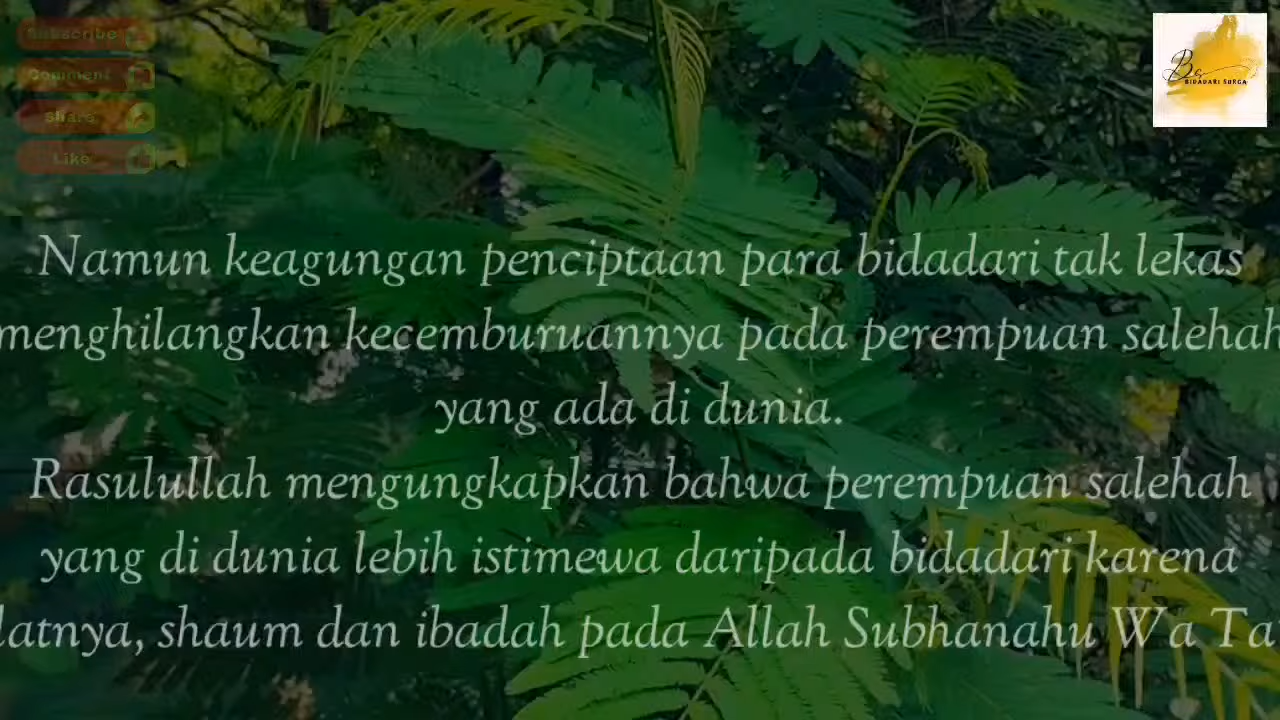 Subscribe
Comment
Share
Like
BIDADARI SURGA
Namun keagungan penciptaan para bidadari tak lekas
menghilangkan kecemburuannya pada perempuan salehah
yang ada di dunia.
Rasulullah mengungkapkan bahwa perempuan salehah
yang di dunia lebih istimewa daripada bidadari karena
latnya, shaum dan ibadah pada Allah Subhanahu Wa Ta